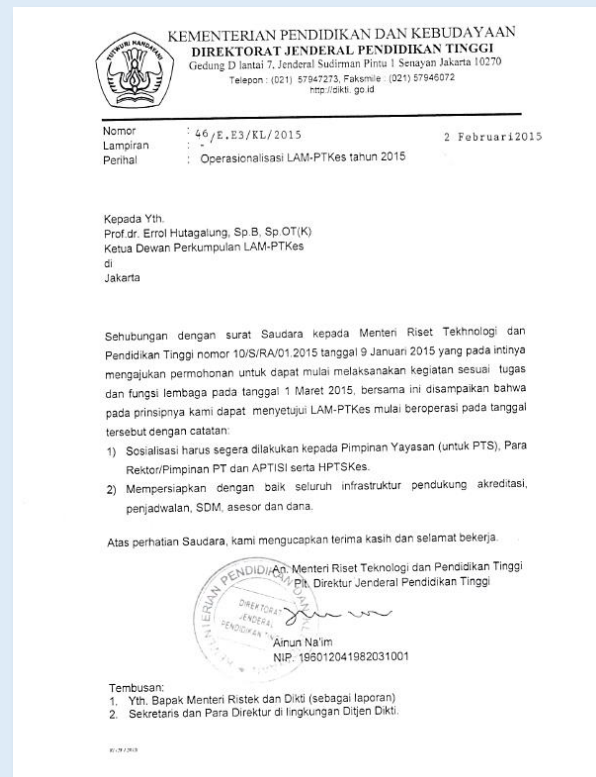 TUT WURI HANDAYANI
KEMENTERIAN PENDIDIKAN DAN KEBUDAYAAN
DIREKTORAT JENDERAL PENDIDIKAN TINGGI
Gedung D lantai 7, Jenderal Sudirman Pintu 1 Senayan Jakarta 10270
Telepon : (021) 57947273, Faksmile : (021) 57946072
http://dikti. go.id
Nomor : 46/E.E3/KL/2015 2 Februari2015
Lampiran : -
Perihal : Operasionalisasi LAM-PTKes tahun 2015
Kepada Yth.
Prof.dr. Errol Hutagalung, Sp.B, Sp.OT(K)
Ketua Dewan Perkumpulan LAM-PTKes
di
Jakarta
Sehubungan dengan surat Saudara kepada Menteri Riset Tekhnologi dan
Pendidikan Tinggi nomor 10/S/RA/01.2015 tanggal 9 Januari 2015 yang pada intinya
mengajukan permohonan untuk dapat mulai melaksanakan kegiatan sesuai tugas
dan fungsi lembaga pada tanggal 1 Maret 2015, bersama ini disampaikan bahwa
pada prinsipnya kami dapat menyetujui LAM-PTKes mulai beroperasi pada tanggal
tersebut dengan catatan:
1) Sosialisasi harus segera dilakukan kepada Pimpinan Yayasan (untuk PTS), Para
Rektor/Pimpinan PT dan APTISI serta HPTSKes.
2) Mempersiapkan dengan baik seluruh infrastruktur pendukung akreditasi,
penjadwalan, SDM, asesor dan dana.
Atas perhatian Saudara, kami mengucapkan terima kasih dan selamat bekerja.
An. Menteri Riset Teknologi dan Pendidikan Tinggi
Plt. Direktur Jenderal Pendidikan Tinggi
DIREKTORAT
JENDERAL
PENDIDIKAN
Ainun Na'im
NIP. 196012041982031001
Tembusan:
1. Yth. Bapak Menteri Ristek dan Dikti (sebagai laporan)
2. Sekretaris dan Para Direktur di lingkungan Ditjen Dikti.